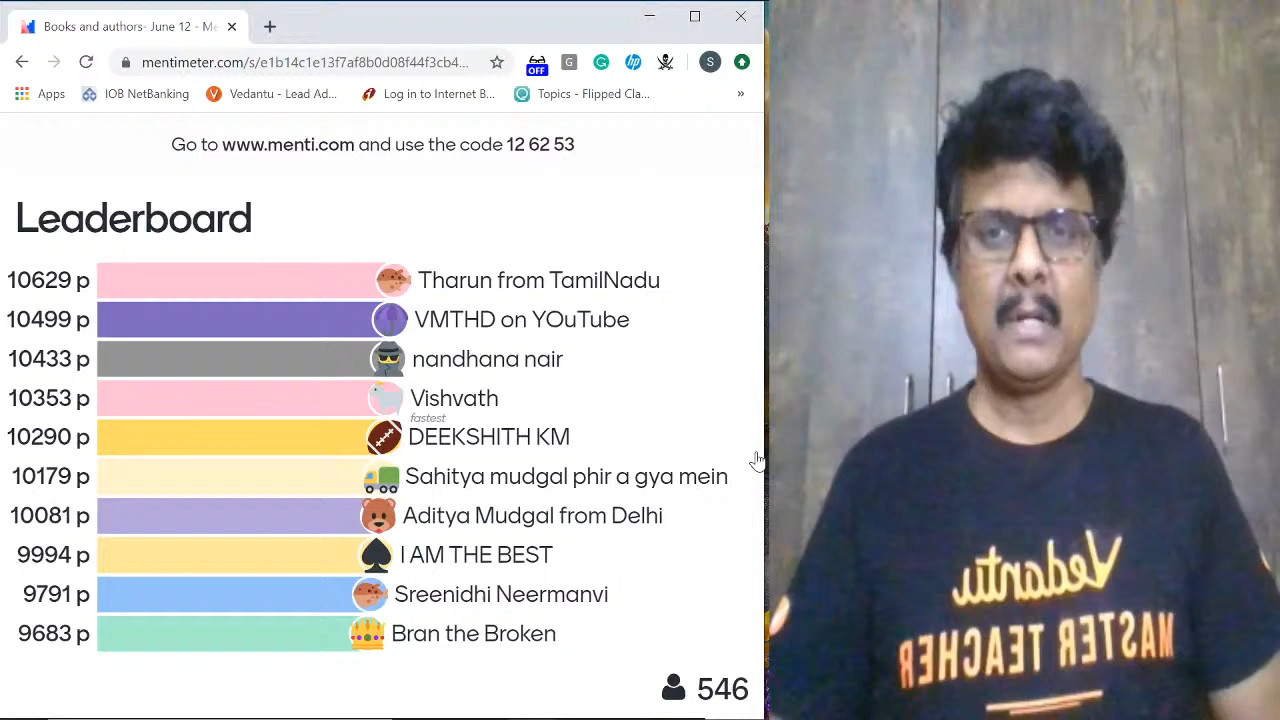 Books and authors- June 12 - Me
mentimeter.com/s/e1b14c1e13f7af8b0d08f44f3cb4...
OFF
G
G
hp
S
Apps
IOB NetBanking
Vedantu - Lead Ad...
Log in to Internet B...
Topics - Flipped Cla...
»
Go to www.menti.com and use the code 12 62 53
Leaderboard
10629 p Tharun from TamilNadu
10499 p VMTHD on YOuTube
10433 p nandhana nair
10353 p Vishvath
fastest
10290 p DEEKSHITH KM
10179 p Sahitya mudgal phir a gya mein
10081 p Aditya Mudgal from Delhi
9994 p I AM THE BEST
9791 p Sreenidhi Neermanvi
9683 p Bran the Broken
546
Vedantu
MASTER TEACHER